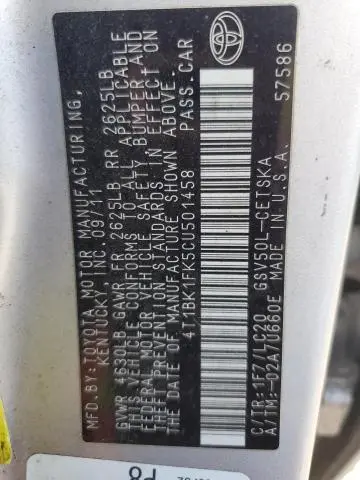 MFD.BY:TOYOTA MOTOR MANUFACTURING,
KENTUCKY, INC. 09/11
GVWR 4630LB GAWR FR 2625LB RR 2625LB
THIS VEHICLE CONFORMS TO ALL APPLICABLE
FEDERAL MOTOR VEHICLE SAFETY, BUMPER AND
THEFT PREVENTION STANDARDS IN EFFECT ON
THE DATE OF MANUFACTURE SHOWN ABOVE.
4T1BK1FK5CU501458 PASS.CAR
C/TR:1F7/LC20 GSV50L-CETSKA
A/TM:-02A/U660E MADE IN U.S.A. 57586
P8